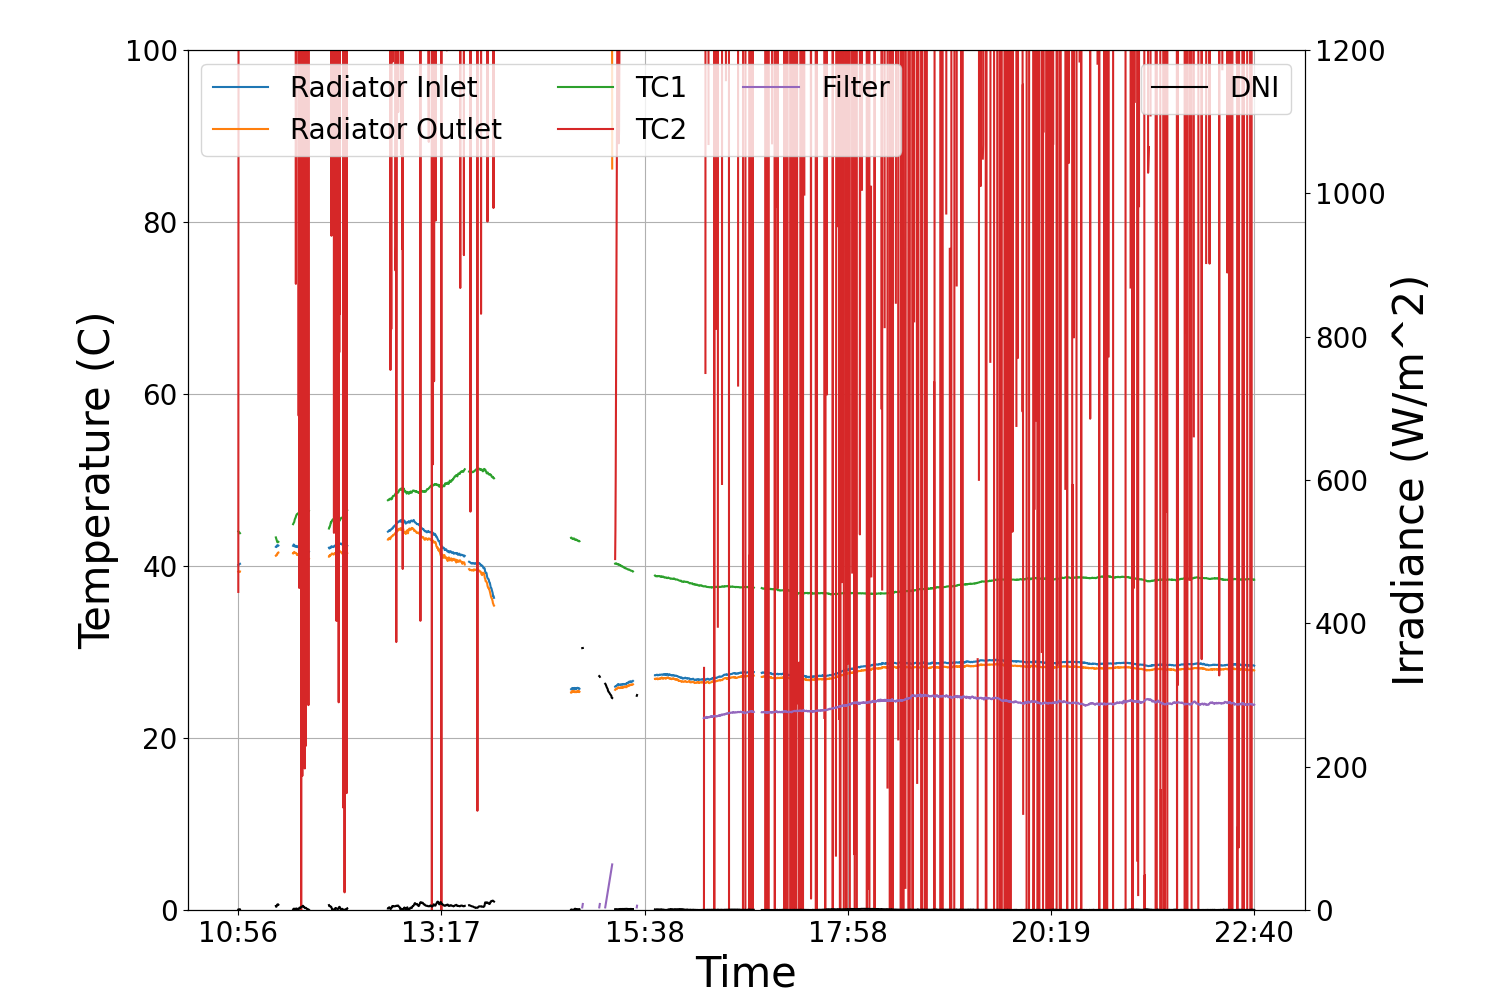 100
80
60
40
20
0
Temperature (C)
Radiator Inlet
Radiator Outlet
TC1
TC2
Filter
DNI
1200
1000
800
600
400
200
0
Irradiance (W/m^2)
10:56
13:17
15:38
17:58
20:19
22:40
Time